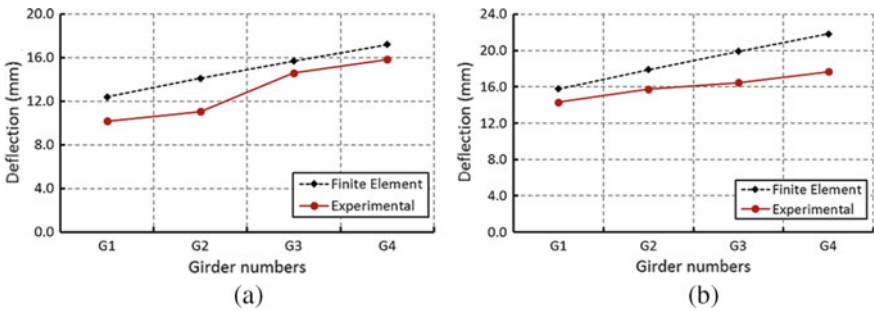 20.0
16.0
12.0
8.0
4.0
0.0
Deflection (mm)
Finite Element
Experimental
G1 G2 G3 G4
Girder numbers
(a)
24.0
20.0
16.0
12.0
8.0
4.0
0.0
Deflection (mm)
Finite Element
Experimental
G1 G2 G3 G4
Girder numbers
(b)